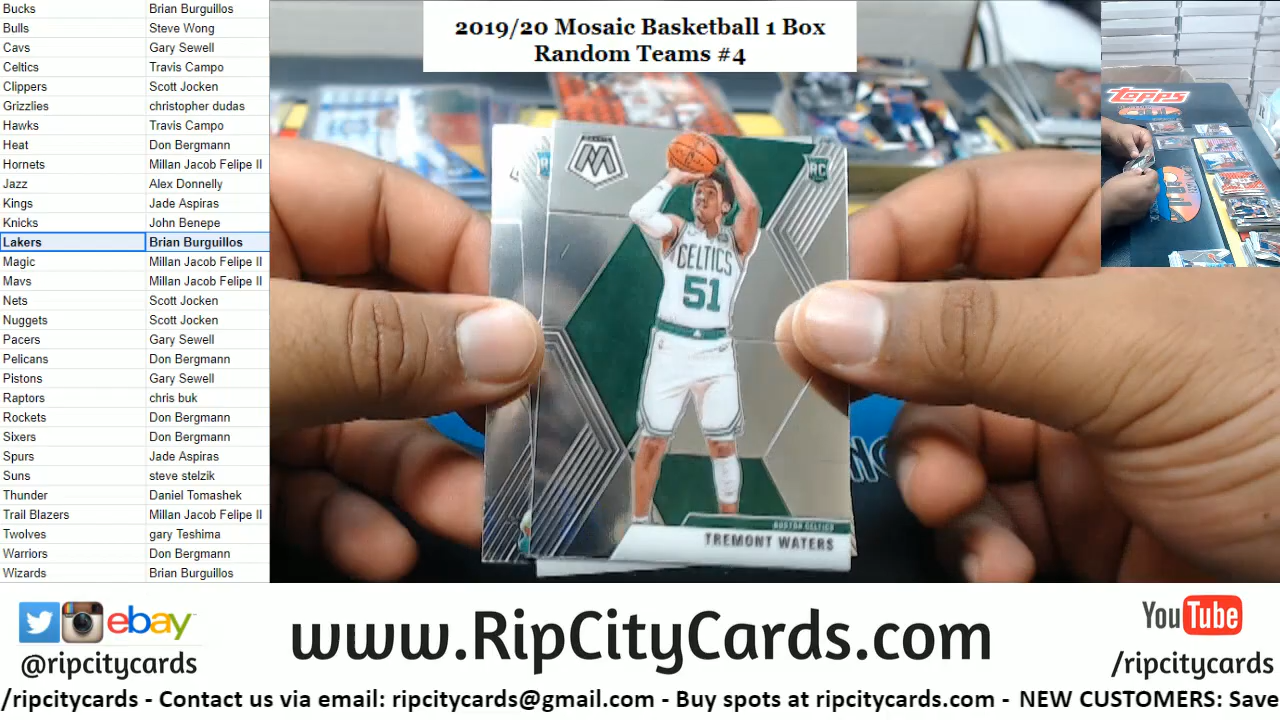 Bucks Brian Burguillos
Bulls Steve Wong
Cavs Gary Sewell
Celtics Travis Campo
Clippers Scott Jocken
Grizzlies christopher dudas
Hawks Travis Campo
Heat Don Bergmann
Hornets Millan Jacob Felipe II
Jazz Alex Donnelly
Kings Jade Aspiras
Knicks John Benepe
Lakers Brian Burguillos
Magic Millan Jacob Felipe II
Mavs Millan Jacob Felipe II
Nets Scott Jocken
Nuggets Scott Jocken
Pacers Gary Sewell
Pelicans Don Bergmann
Pistons Gary Sewell
Raptors chris buk
Rockets Don Bergmann
Sixers Don Bergmann
Spurs Jade Aspiras
Suns steve stelzik
Thunder Daniel Tomashek
Trail Blazers Millan Jacob Felipe II
Twolves gary Teshima
Warriors Don Bergmann
Wizards Brian Burguillos
2019/20 Mosaic Basketball 1 Box
Random Teams #4
Topps
M
RC
CELTICS
51
BOSTON CELTICS
TREMONT WATERS
ebay
@ripcitycards
www.RipCityCards.com
YouTube
/ripcitycards
/ripcitycards - Contact us via email: ripcitycards@gmail.com - Buy spots at ripcitycards.com - NEW CUSTOMERS: Save